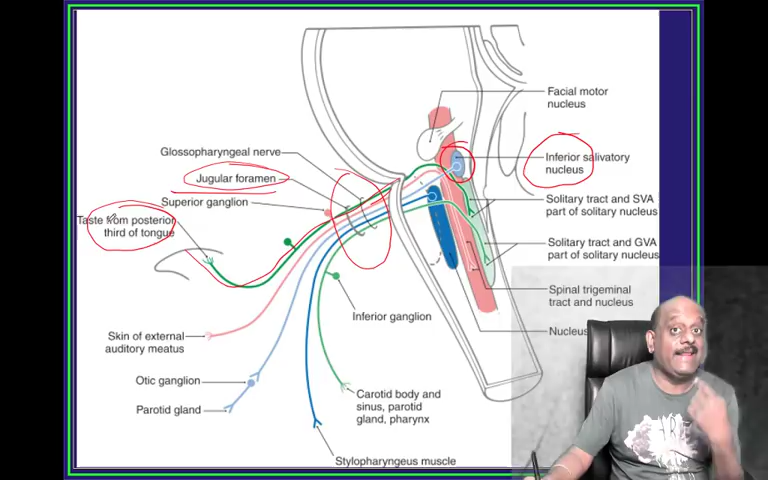 Facial motor
nucleus
Glossopharyngeal nerve
Inferior salivatory
nucleus
Jugular foramen
Superior ganglion
Solitary tract and SVA
part of solitary nucleus
Taste from posterior
third of tongue
Solitary tract and GVA
part of solitary nucleus
Spinal trigeminal
tract and nucleus
Inferior ganglion
Nucleus
Skin of external
auditory meatus
Otic ganglion
Carotid body and
sinus, parotid
gland, pharynx
Parotid gland
Stylopharyngeus muscle